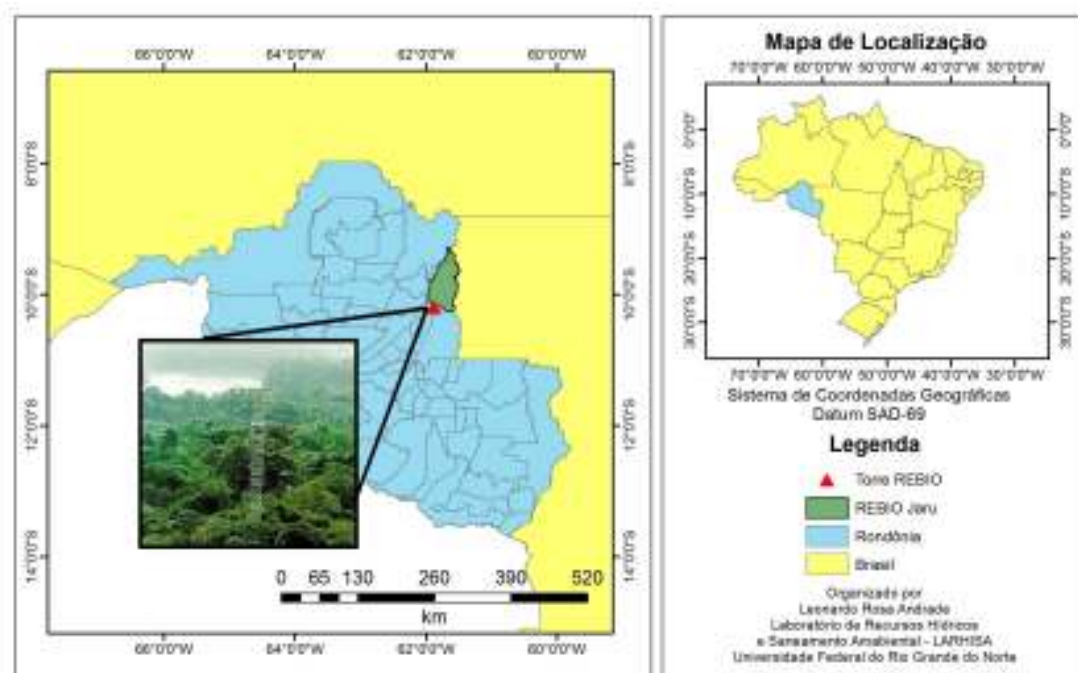 66°0'0"W 64°0'0"W 62°0'0"W 60°0'0"W
8°0'0"S 8°0'0"S
10°0'0"S 10°0'0"S
12°0'0"S 12°0'0"S
14°0'0"S 14°0'0"S
0 65 130 260 390 520
km
66°0'0"W 64°0'0"W 62°0'0"W 60°0'0"W
Mapa de Localização
70°0'0"W 60°0'0"W 50°0'0"W 40°0'0"W 30°0'0"W
0°0'0" 0°0'0"
10°0'0"S 10°0'0"S
20°0'0"S 20°0'0"S
30°0'0"S 30°0'0"S
70°0'0"W 60°0'0"W 50°0'0"W 40°0'0"W 30°0'0"W
Sistema de Coordenadas Geográficas
Datum SAD-69
Legenda
Torre REBIO
REBIO Jaru
Rondônia
Brasil
Organizado por
Leonardo Rosa Andrade
Laboratório de Recursos Hídricos
e Saneamento Amabiental - LARHISA
Universidade Federal do Rio Grande do Norte